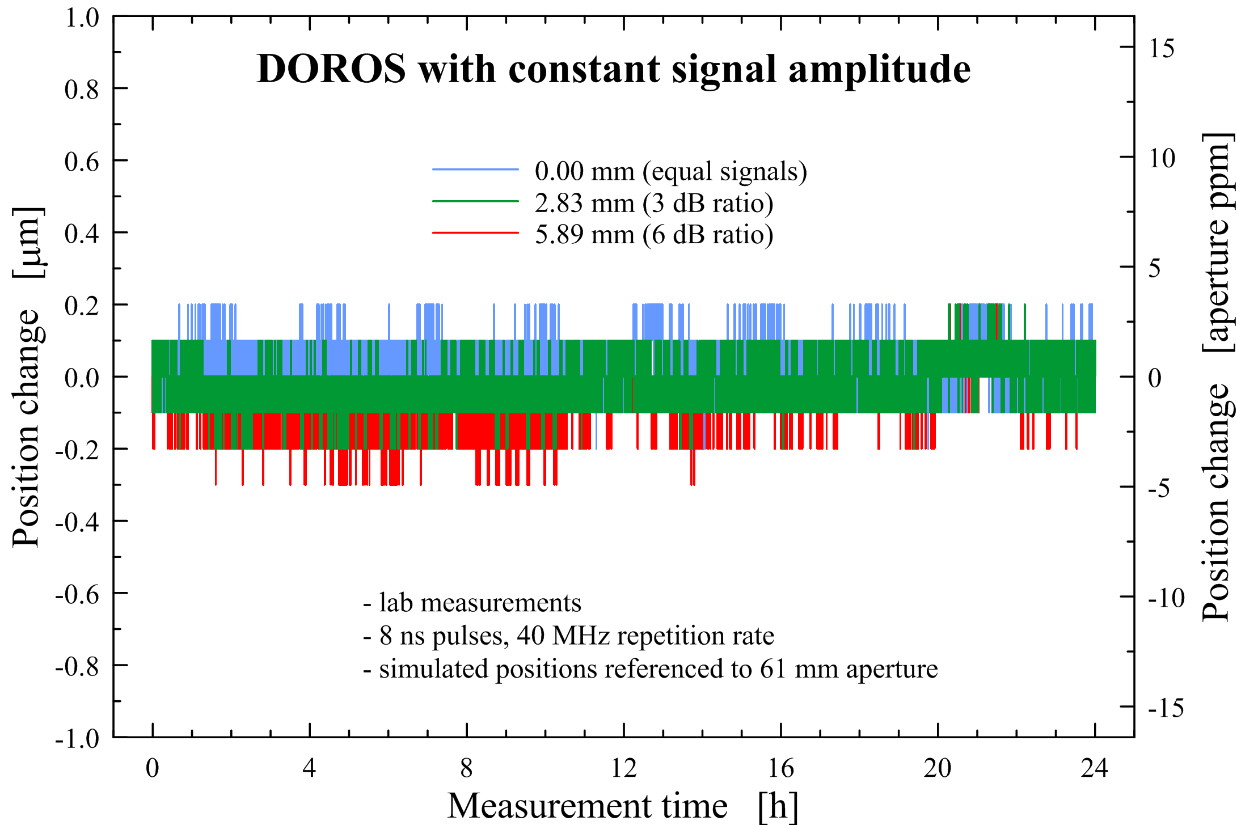 DOROS with constant signal amplitude
0.00 mm (equal signals)
2.83 mm (3 dB ratio)
5.89 mm (6 dB ratio)
- lab measurements
- 8 ns pulses, 40 MHz repetition rate
- simulated positions referenced to 61 mm aperture
Position change [μm]
1.0
0.8
0.6
0.4
0.2
0.0
-0.2
-0.4
-0.6
-0.8
-1.0
Position change [aperture ppm]
15
10
5
0
-5
-10
-15
0 4 8 12 16 20 24
Measurement time [h]